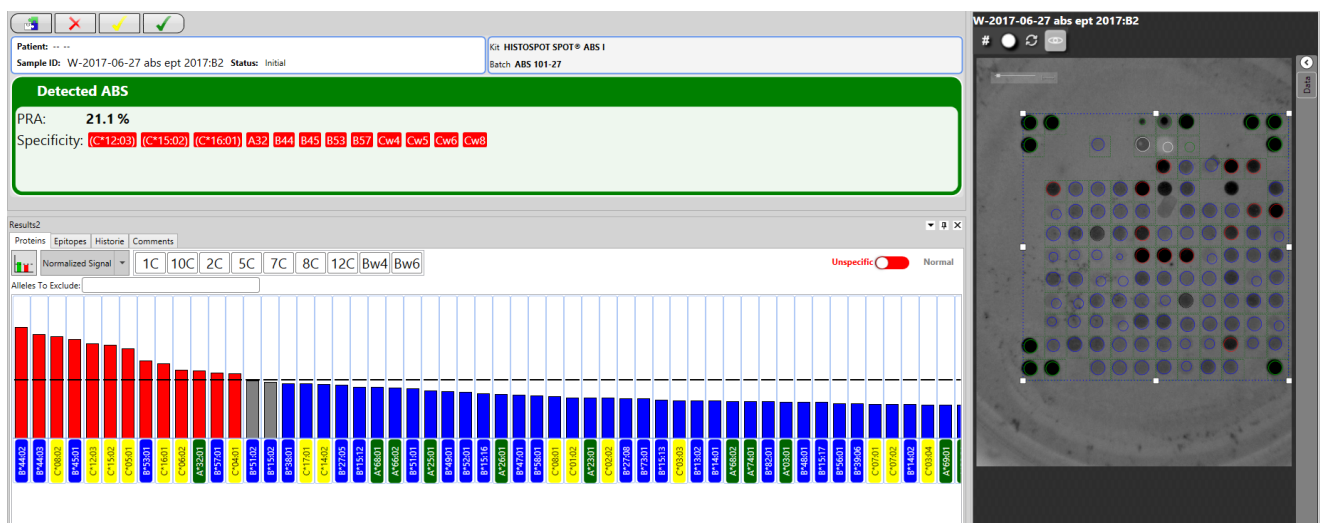 W-2017-06-27 abs ept 2017:B2
#
Patient: -- --
Sample ID: W-2017-06-27 abs ept 2017:B2 Status: Initial
Kit HISTOSPOT SPOT® ABS I
Batch ABS 101-27
Data
Detected ABS
PRA: 21.1 %
Specificity: (C*12:03) (C*15:02) (C*16:01) A32 B44 B45 B53 B57 Cw4 Cw5 Cw6 Cw8
Results2
Proteins Epitopes Historie Comments
Normalized Signal 1C 10C 2C 5C 7C 8C 12C Bw4 Bw6 Unspecific Normal
Alleles To Exclude:
B*44:02 B*44:03 C*08:02 B*45:01 C*12:03 C*15:02 C*05:01 B*53:01 C*16:01 C*06:02 A*32:01 B*57:01 C*04:01 B*51:02 B*15:02 B*38:01 C*17:01 C*14:02 B*27:05 B*15:12 A*68:01 A*66:02 B*51:01 A*25:01 B*49:01 B*52:01 B*15:16 A*26:01 B*47:01 B*58:01 C*08:01 C*01:02 A*23:01 C*02:02 B*27:08 B*73:01 B*15:13 C*03:03 B*13:02 B*14:01 A*68:02 A*74:01 B*82:01 A*03:01 B*48:01 B*15:17 B*56:01 B*39:06 C*07:01 C*07:02 B*14:02 C*03:04 A*69:01